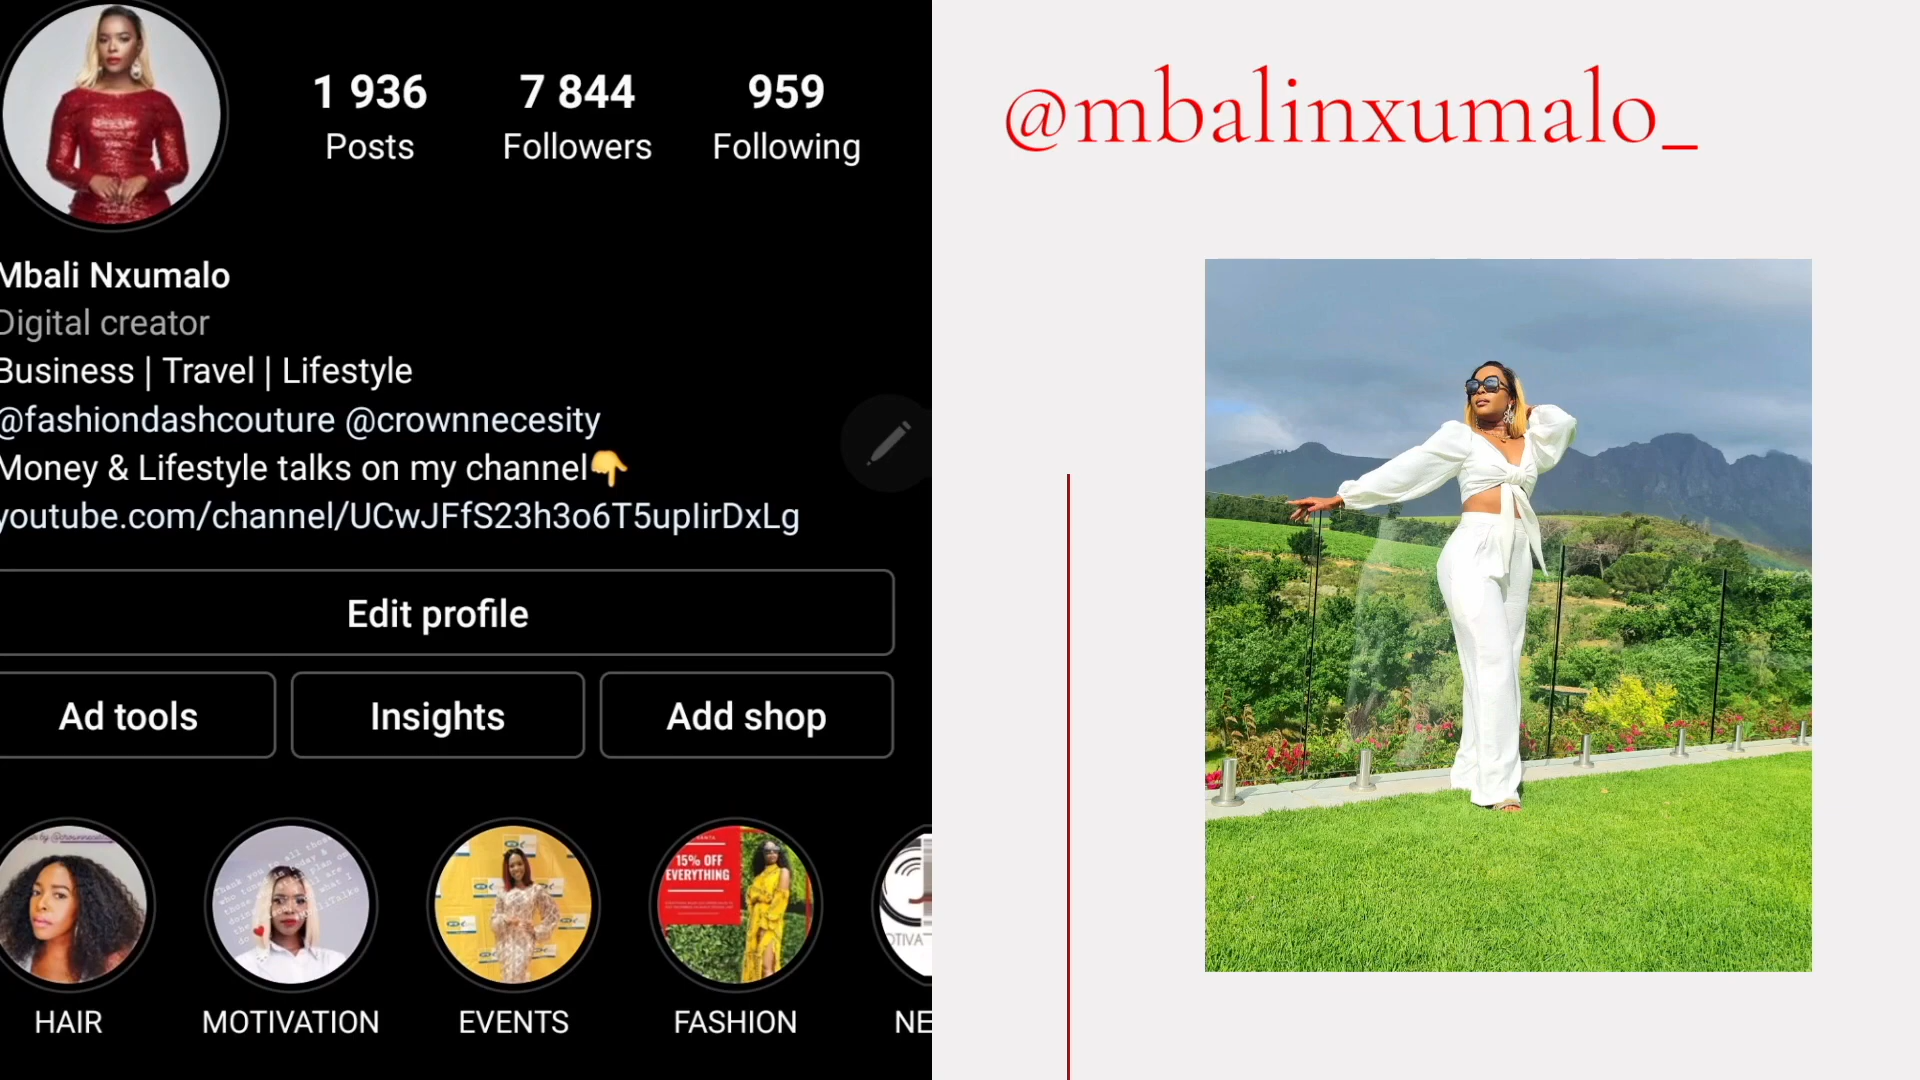 1 936
Posts
7 844
Followers
959
Following
Mbali Nxumalo
Digital creator
Business | Travel | Lifestyle
@fashiondashcouture @crownnecesity
Money & Lifestyle talks on my channel👇
youtube.com/channel/UCwJFfS23h3o6T5upIirDxLg
Edit profile
Ad tools
Insights
Add shop
15% OFF
EVERYTHING
HAIR
MOTIVATION
EVENTS
FASHION
NE
@mbalinxumalo_